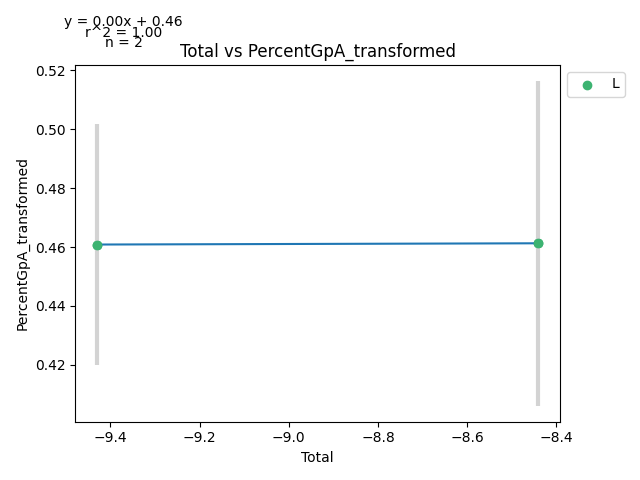 y = 0.00x + 0.46
r^2 = 1.00
n = 2
Total vs PercentGpA_transformed
L
PercentGpA_transformed
0.52
0.50
0.48
0.46
0.44
0.42
−9.4 −9.2 −9.0 −8.8 −8.6 −8.4
Total